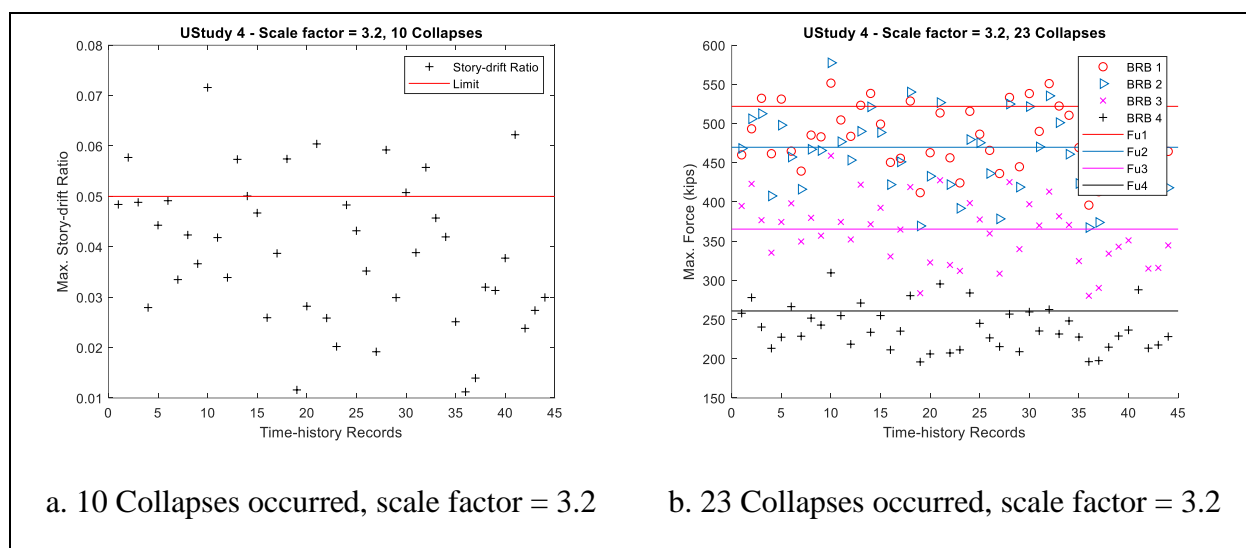 UStudy 4 - Scale factor = 3.2, 10 Collapses
0.08
0.07
0.06
0.05
0.04
0.03
0.02
0.01
Max. Story-drift Ratio
0 5 10 15 20 25 30 35 40 45
Time-history Records
Story-drift Ratio
Limit
UStudy 4 - Scale factor = 3.2, 23 Collapses
600
550
500
450
400
350
300
250
200
150
Max. Force (kips)
0 5 10 15 20 25 30 35 40 45
Time-history Records
BRB 1
BRB 2
BRB 3
BRB 4
Fu1
Fu2
Fu3
Fu4
a. 10 Collapses occurred, scale factor = 3.2
b. 23 Collapses occurred, scale factor = 3.2